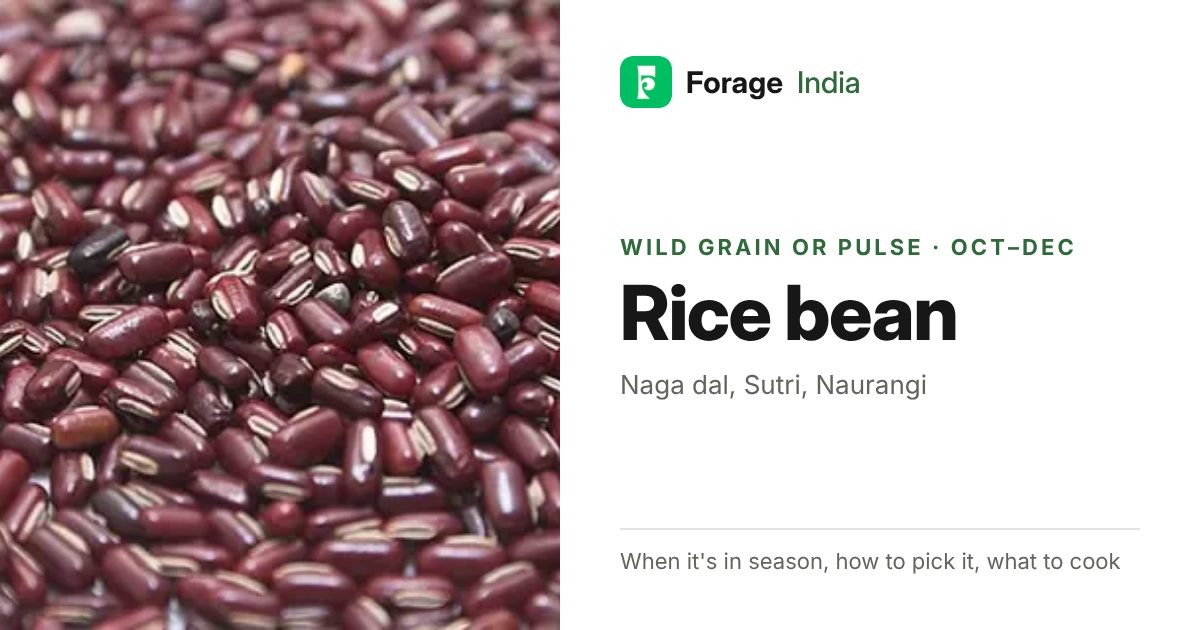 Forage India
WILD GRAIN OR PULSE · OCT–DEC
Rice bean
Naga dal, Sutri, Naurangi
When it's in season, how to pick it, what to cook